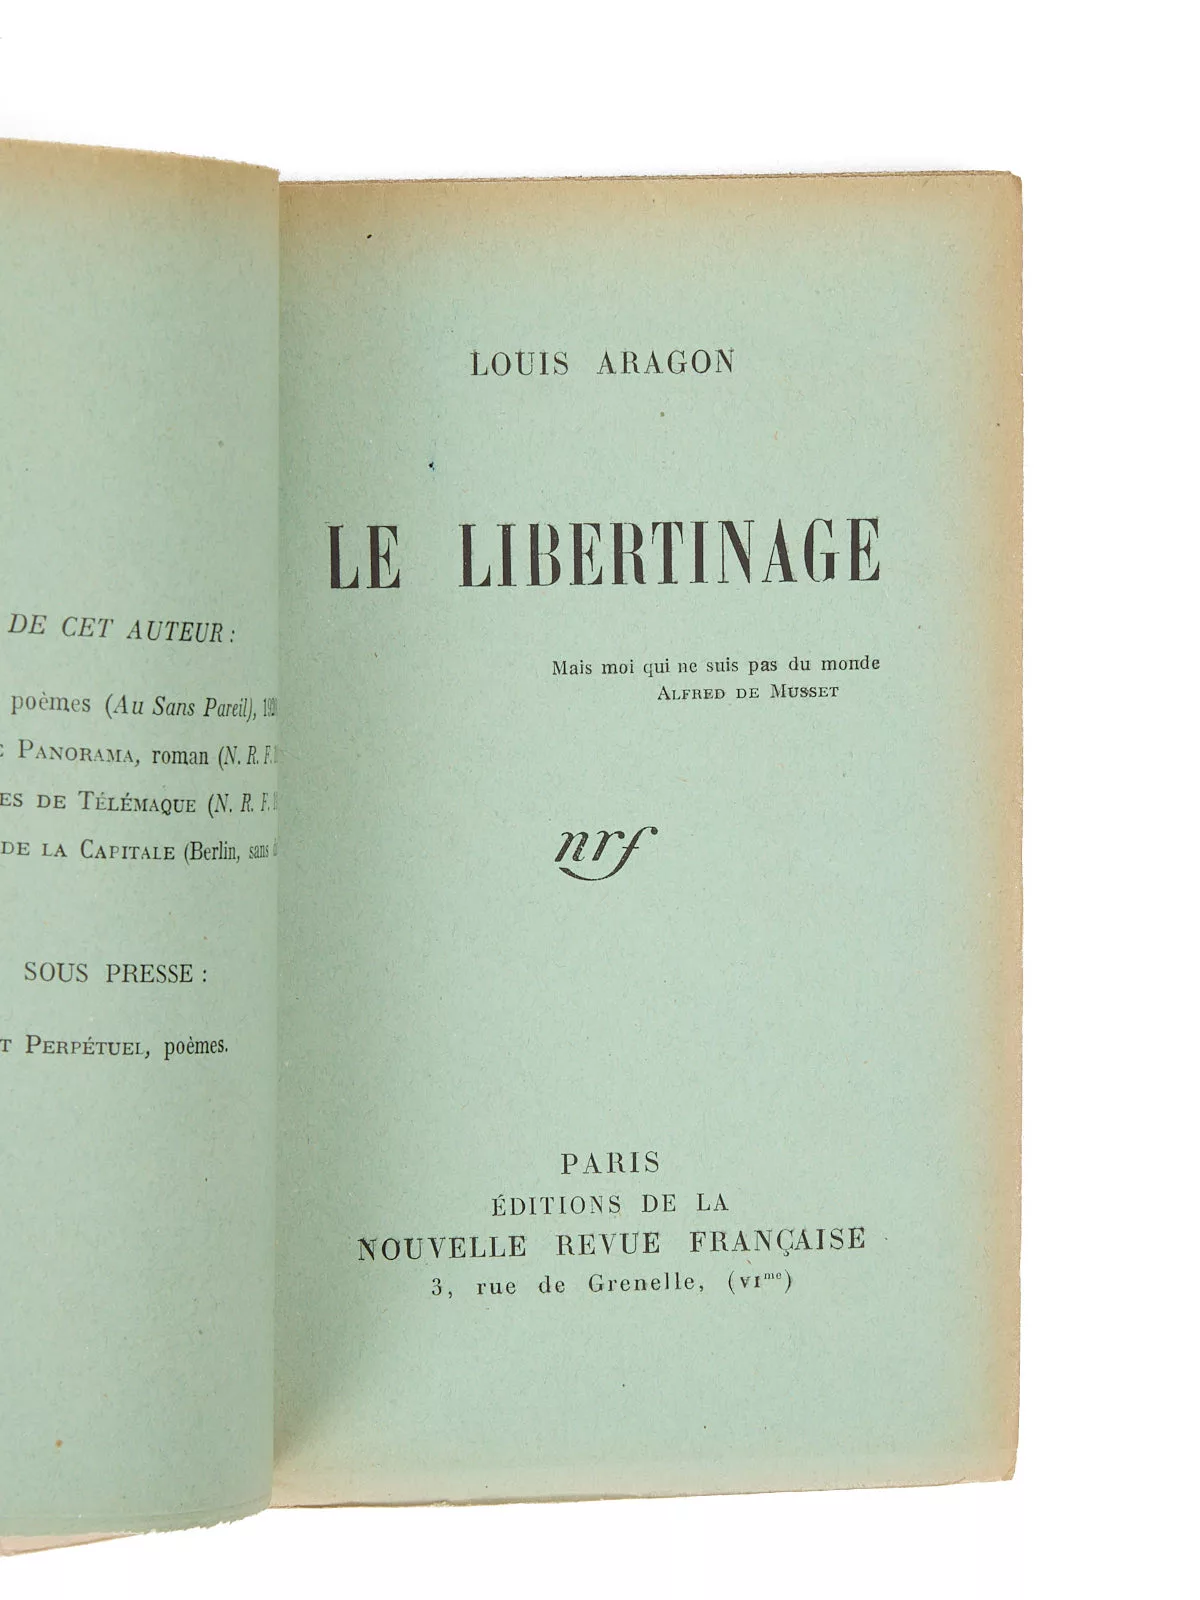 DE CET AUTEUR :
poèmes (Au Sans Pareil),
PANORAMA, roman (N. R. F.
ES DE TÉLÉMAQUE (N. R. F.
DE LA CAPITALE (Berlin, sans
SOUS PRESSE :
T PERPÉTUEL, poèmes.
LOUIS ARAGON
LE LIBERTINAGE
Mais moi qui ne suis pas du monde
ALFRED DE MUSSET
nrf
PARIS
ÉDITIONS DE LA
NOUVELLE REVUE FRANÇAISE
3, rue de Grenelle, (VIme)